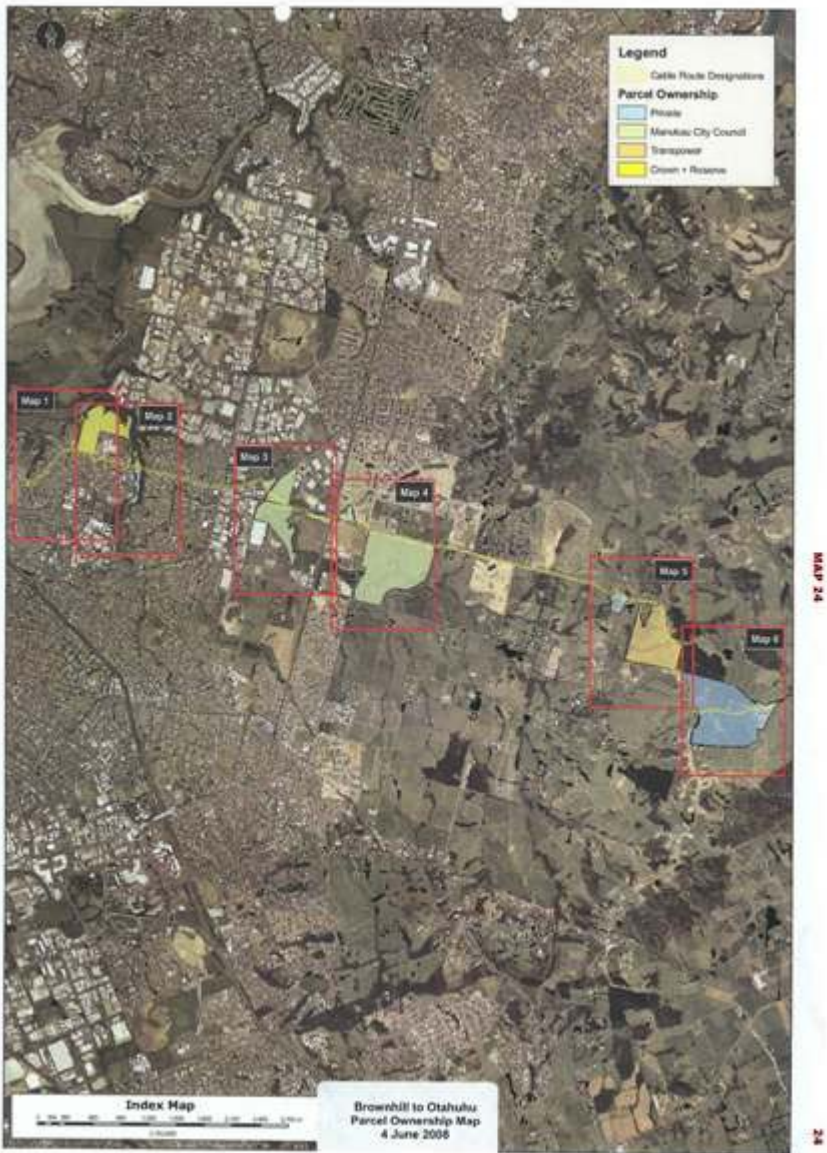 Legend
Cable Route Designations
Parcel Ownership
Private
Manukau City Council
Transpower
Crown + Reserve
Map 1
Map 2
Map 3
Map 4
Map 5
Map 6
MAP 24
Index Map
Brownhill to Otahuhu
Parcel Ownership Map
4 June 2008
24